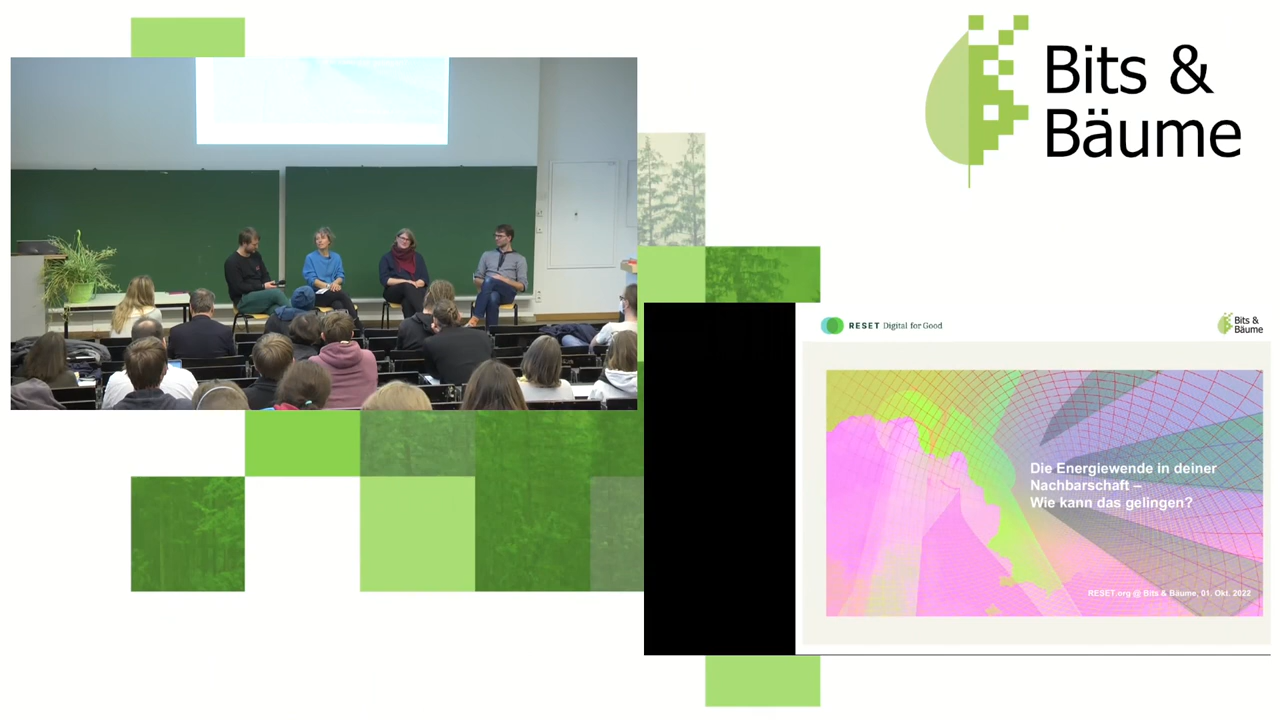 Bits &
Bäume
RESET Digital for Good
Bits &
Bäume
Die Energiewende in deiner
Nachbarschaft –
Wie kann das gelingen?
RESET.org @ Bits & Bäume, 01. Okt. 2022